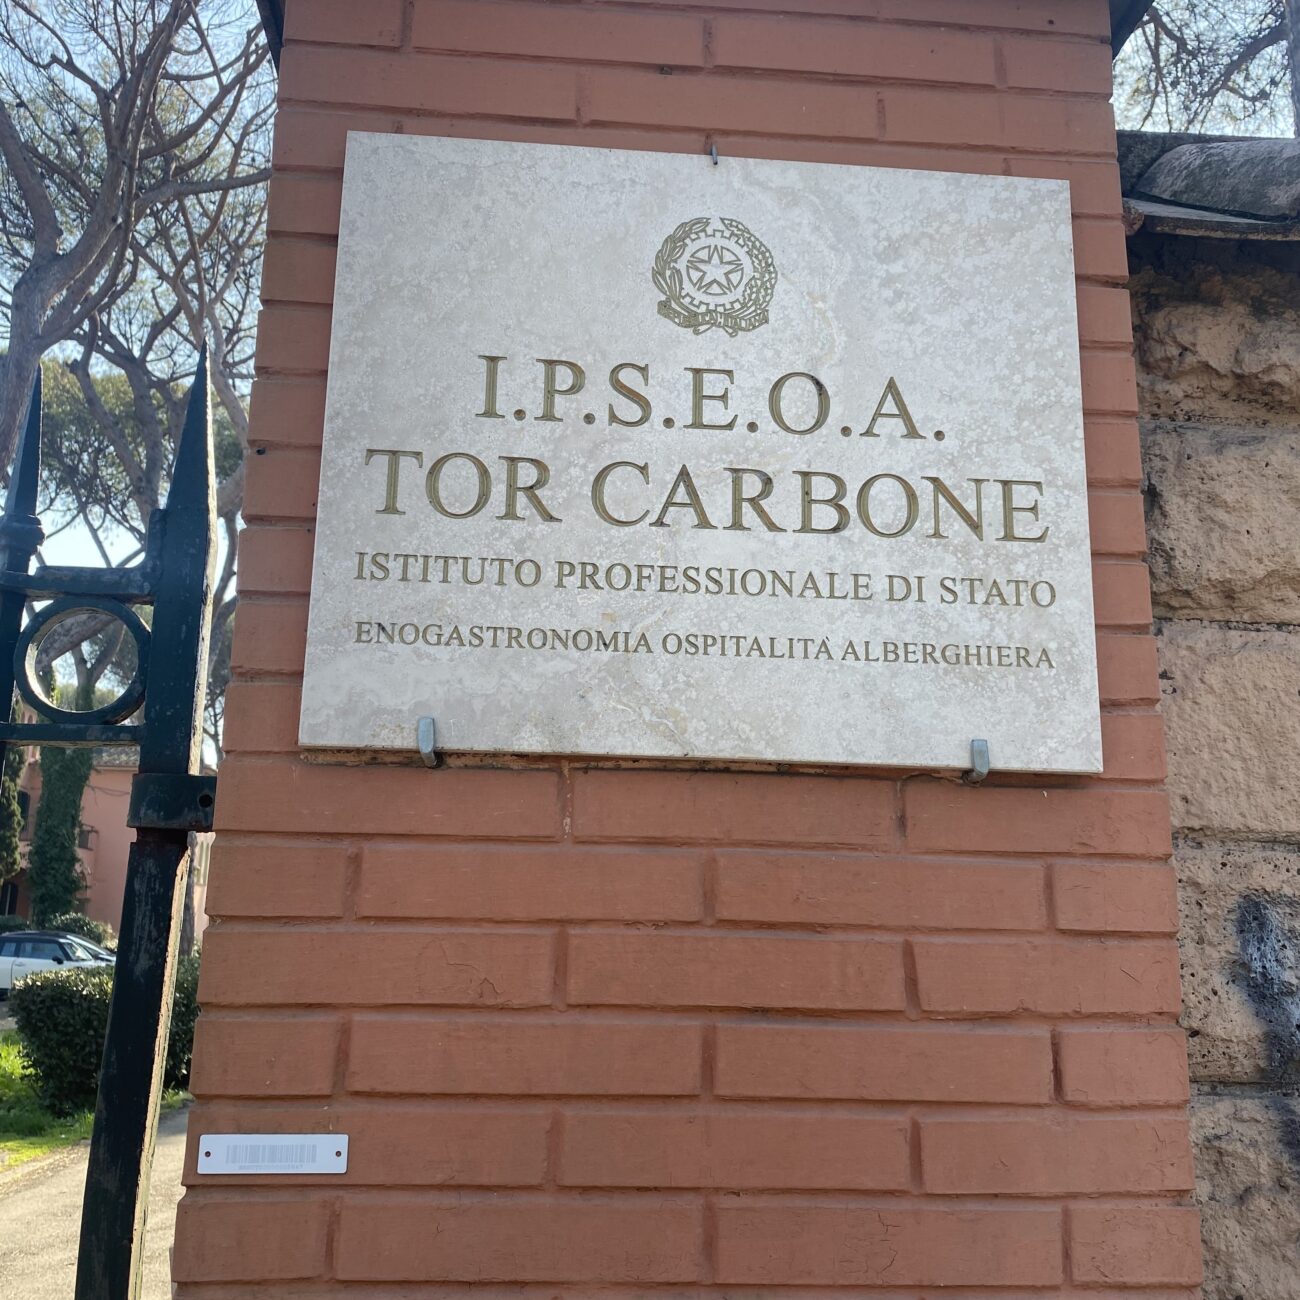 I.P.S.E.O.A.
TOR CARBONE
ISTITUTO PROFESSIONALE DI STATO
ENOGASTRONOMIA OSPITALITÀ ALBERGHIERA